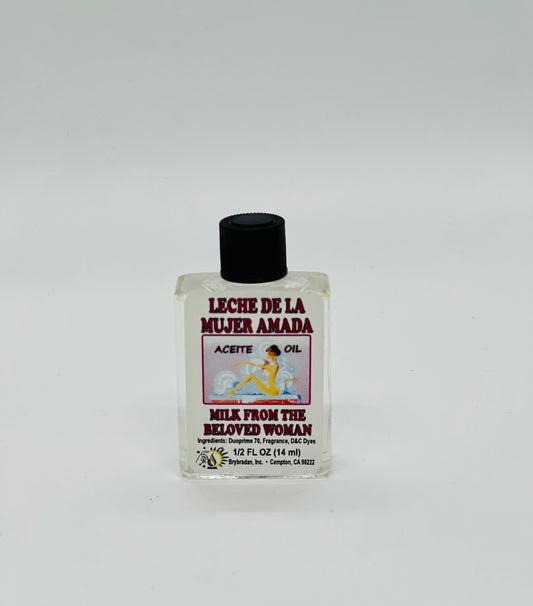 LECHE DE LA
MUJER AMADA
ACEITE OIL
MILK FROM THE
BELOVED WOMAN
Ingredients: Duoprime 70, Fragrance, D&C Dyes
1/2 FL OZ (14 ml)
Brybradan, Inc. • Compton, CA 90222